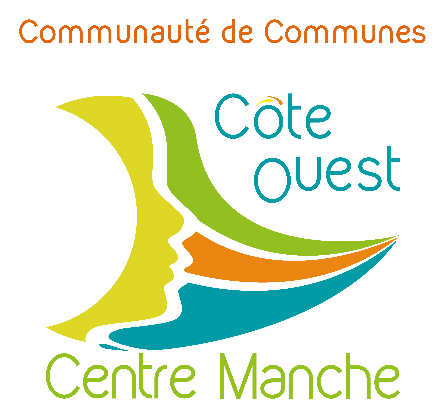 Communauté de Communes
Côte
Ouest
Centre Manche